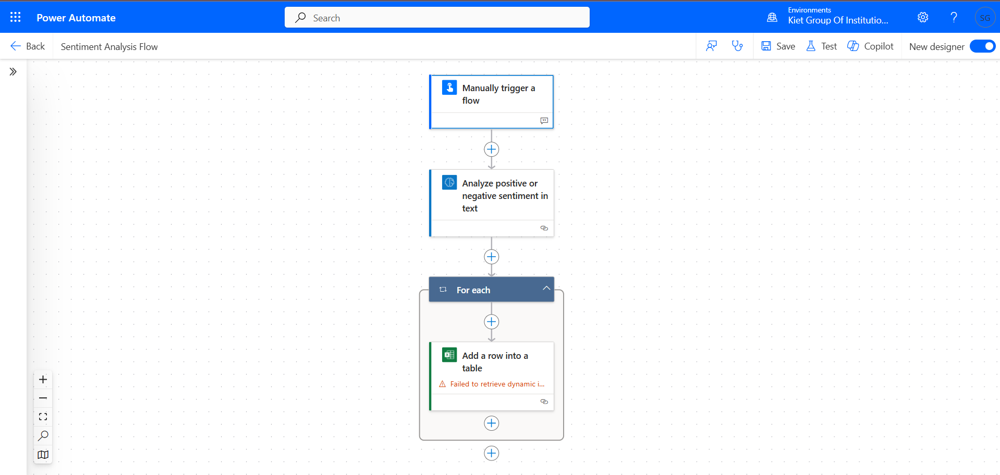 Power Automate
Search
Environments
Kiet Group Of Institutio...
SG
Back
Sentiment Analysis Flow
Save
Test
Copilot
New designer
Manually trigger a
flow
Analyze positive or
negative sentiment in
text
For each
Add a row into a
table
Failed to retrieve dynamic i...